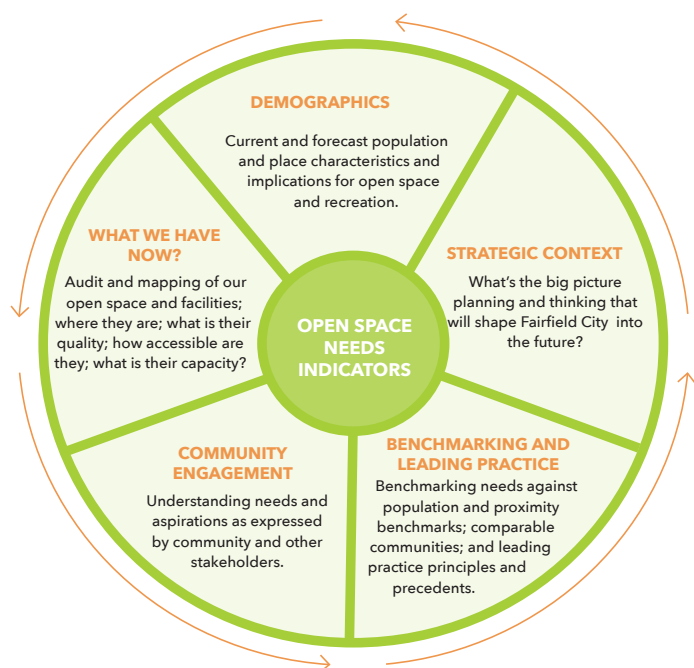 DEMOGRAPHICS
Current and forecast population
and place characteristics and
implications for open space
and recreation.
WHAT WE HAVE
NOW?
Audit and mapping of our
open space and facilities;
where they are; what is their
quality; how accessible are
they; what is their capacity?
STRATEGIC CONTEXT
What's the big picture
planning and thinking that
will shape Fairfield City into
the future?
OPEN SPACE
NEEDS
INDICATORS
COMMUNITY
ENGAGEMENT
Understanding needs and
aspirations as expressed
by community and other
stakeholders.
BENCHMARKING AND
LEADING PRACTICE
Benchmarking needs against
population and proximity
benchmarks; comparable
communities; and leading
practice principles and
precedents.